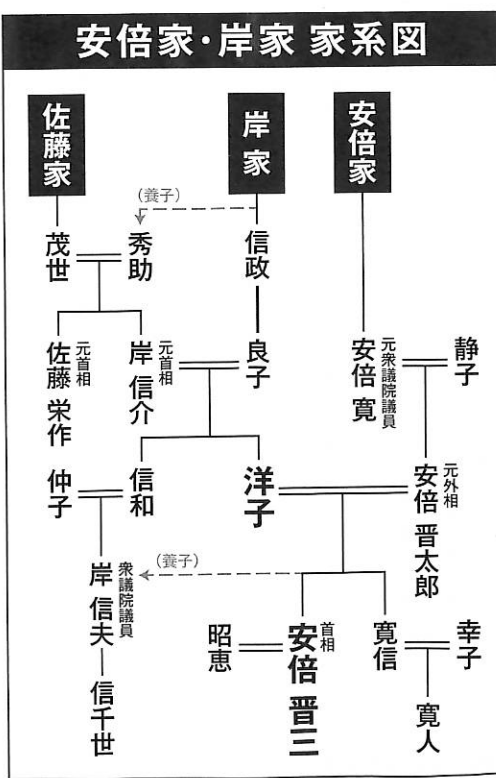 安倍家・岸家 家系図
佐藤家
岸家
安倍家
(養子)
茂世
秀助
信政
佐藤 栄作
元首相
岸 信介
元首相
良子
安倍 寛
元衆議院議員
静子
仲子
信和
洋子
安倍 晋太郎
元外相
(養子)
岸 信夫
衆議院議員
信千世
昭恵
安倍 晋三
首相
寛信
幸子
寛人